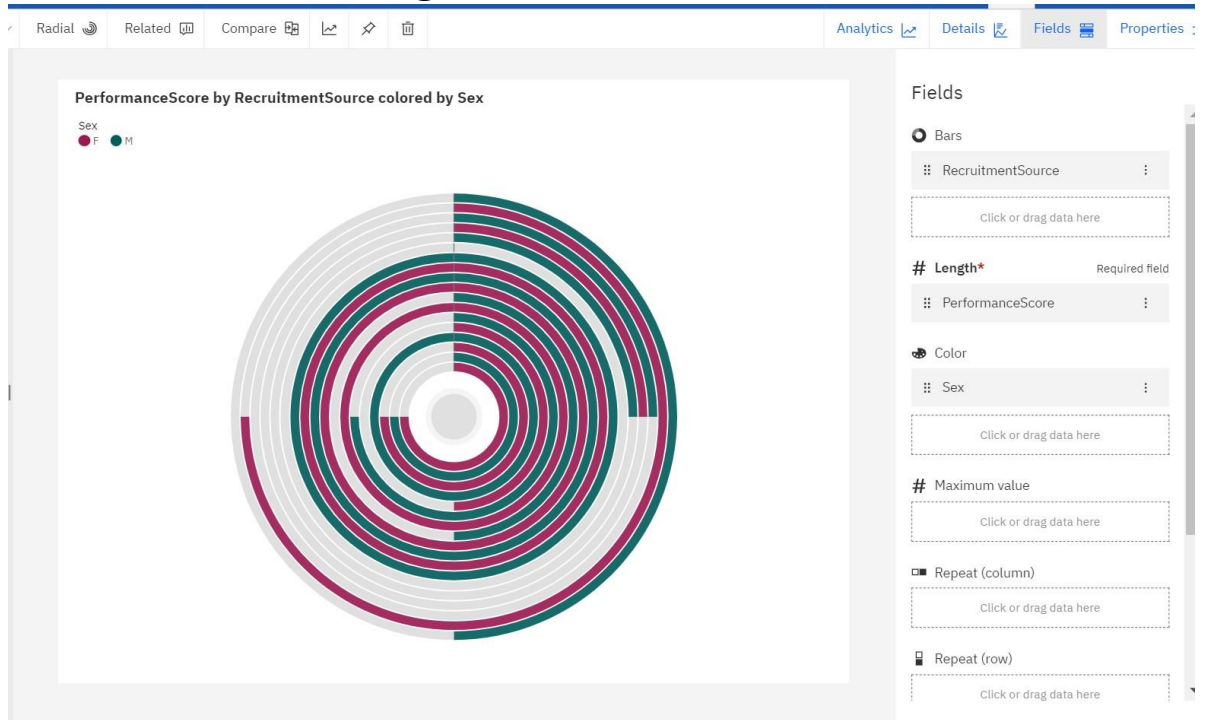 Radial Related Compare Analytics Details Fields Properties
PerformanceScore by RecruitmentSource colored by Sex
Sex
F M
Fields
Bars
RecruitmentSource
Click or drag data here
# Length* Required field
PerformanceScore
Color
Sex
Click or drag data here
# Maximum value
Click or drag data here
Repeat (column)
Click or drag data here
Repeat (row)
Click or drag data here